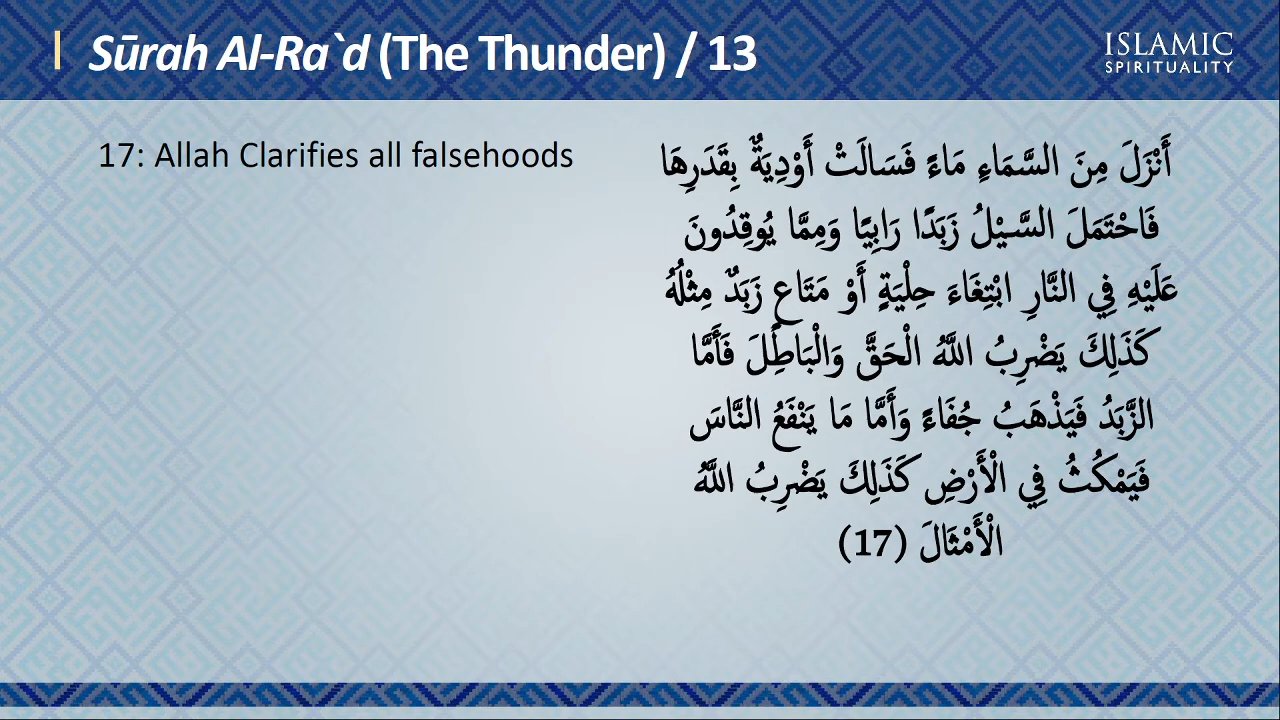 Sūrah Al-Ra`d (The Thunder) / 13
ISLAMIC
SPIRITUALITY
17: Allah Clarifies all falsehoods
أَنْزَلَ مِنَ السَّمَاءِ مَاءً فَسَالَتْ أَوْدِيَةٌ بِقَدَرِهَا
فَاحْتَمَلَ السَّيْلُ زَبَدًا رَابِيًا وَمِمَّا يُوقِدُونَ
عَلَيْهِ فِي النَّارِ ابْتِغَاءَ حِلْيَةٍ أَوْ مَتَاعٍ زَبَدٌ مِثْلُهُ
كَذَلِكَ يَضْرِبُ اللَّهُ الْحَقَّ وَالْبَاطِلَ فَأَمَّا
الزَّبَدُ فَيَذْهَبُ جُفَاءً وَأَمَّا مَا يَنْفَعُ النَّاسَ
فَيَمْكُثُ فِي الْأَرْضِ كَذَلِكَ يَضْرِبُ اللَّهُ
الْأَمْثَالَ (17)